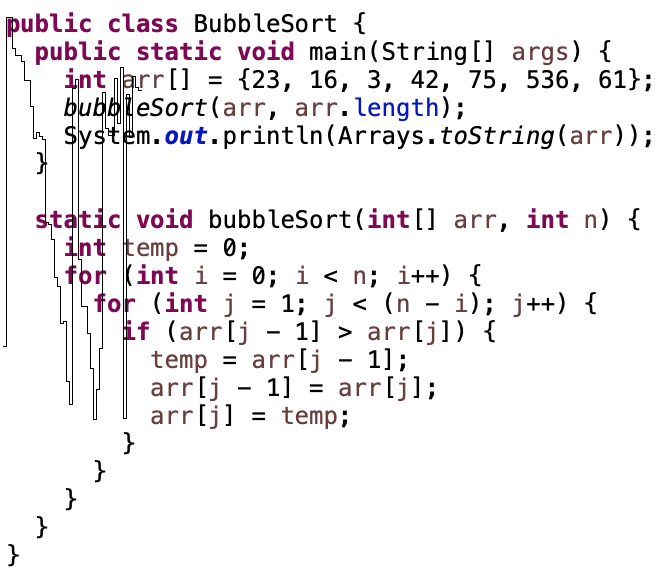 public class BubbleSort {
  public static void main(String[] args) {
    int arr[] = {23, 16, 3, 42, 75, 536, 61};
    bubbleSort(arr, arr.length);
    System.out.println(Arrays.toString(arr));
  }

  static void bubbleSort(int[] arr, int n) {
    int temp = 0;
    for (int i = 0; i < n; i++) {
      for (int j = 1; j < (n - i); j++) {
        if (arr[j - 1] > arr[j]) {
          temp = arr[j - 1];
          arr[j - 1] = arr[j];
          arr[j] = temp;
        }
      }
    }
  }
}